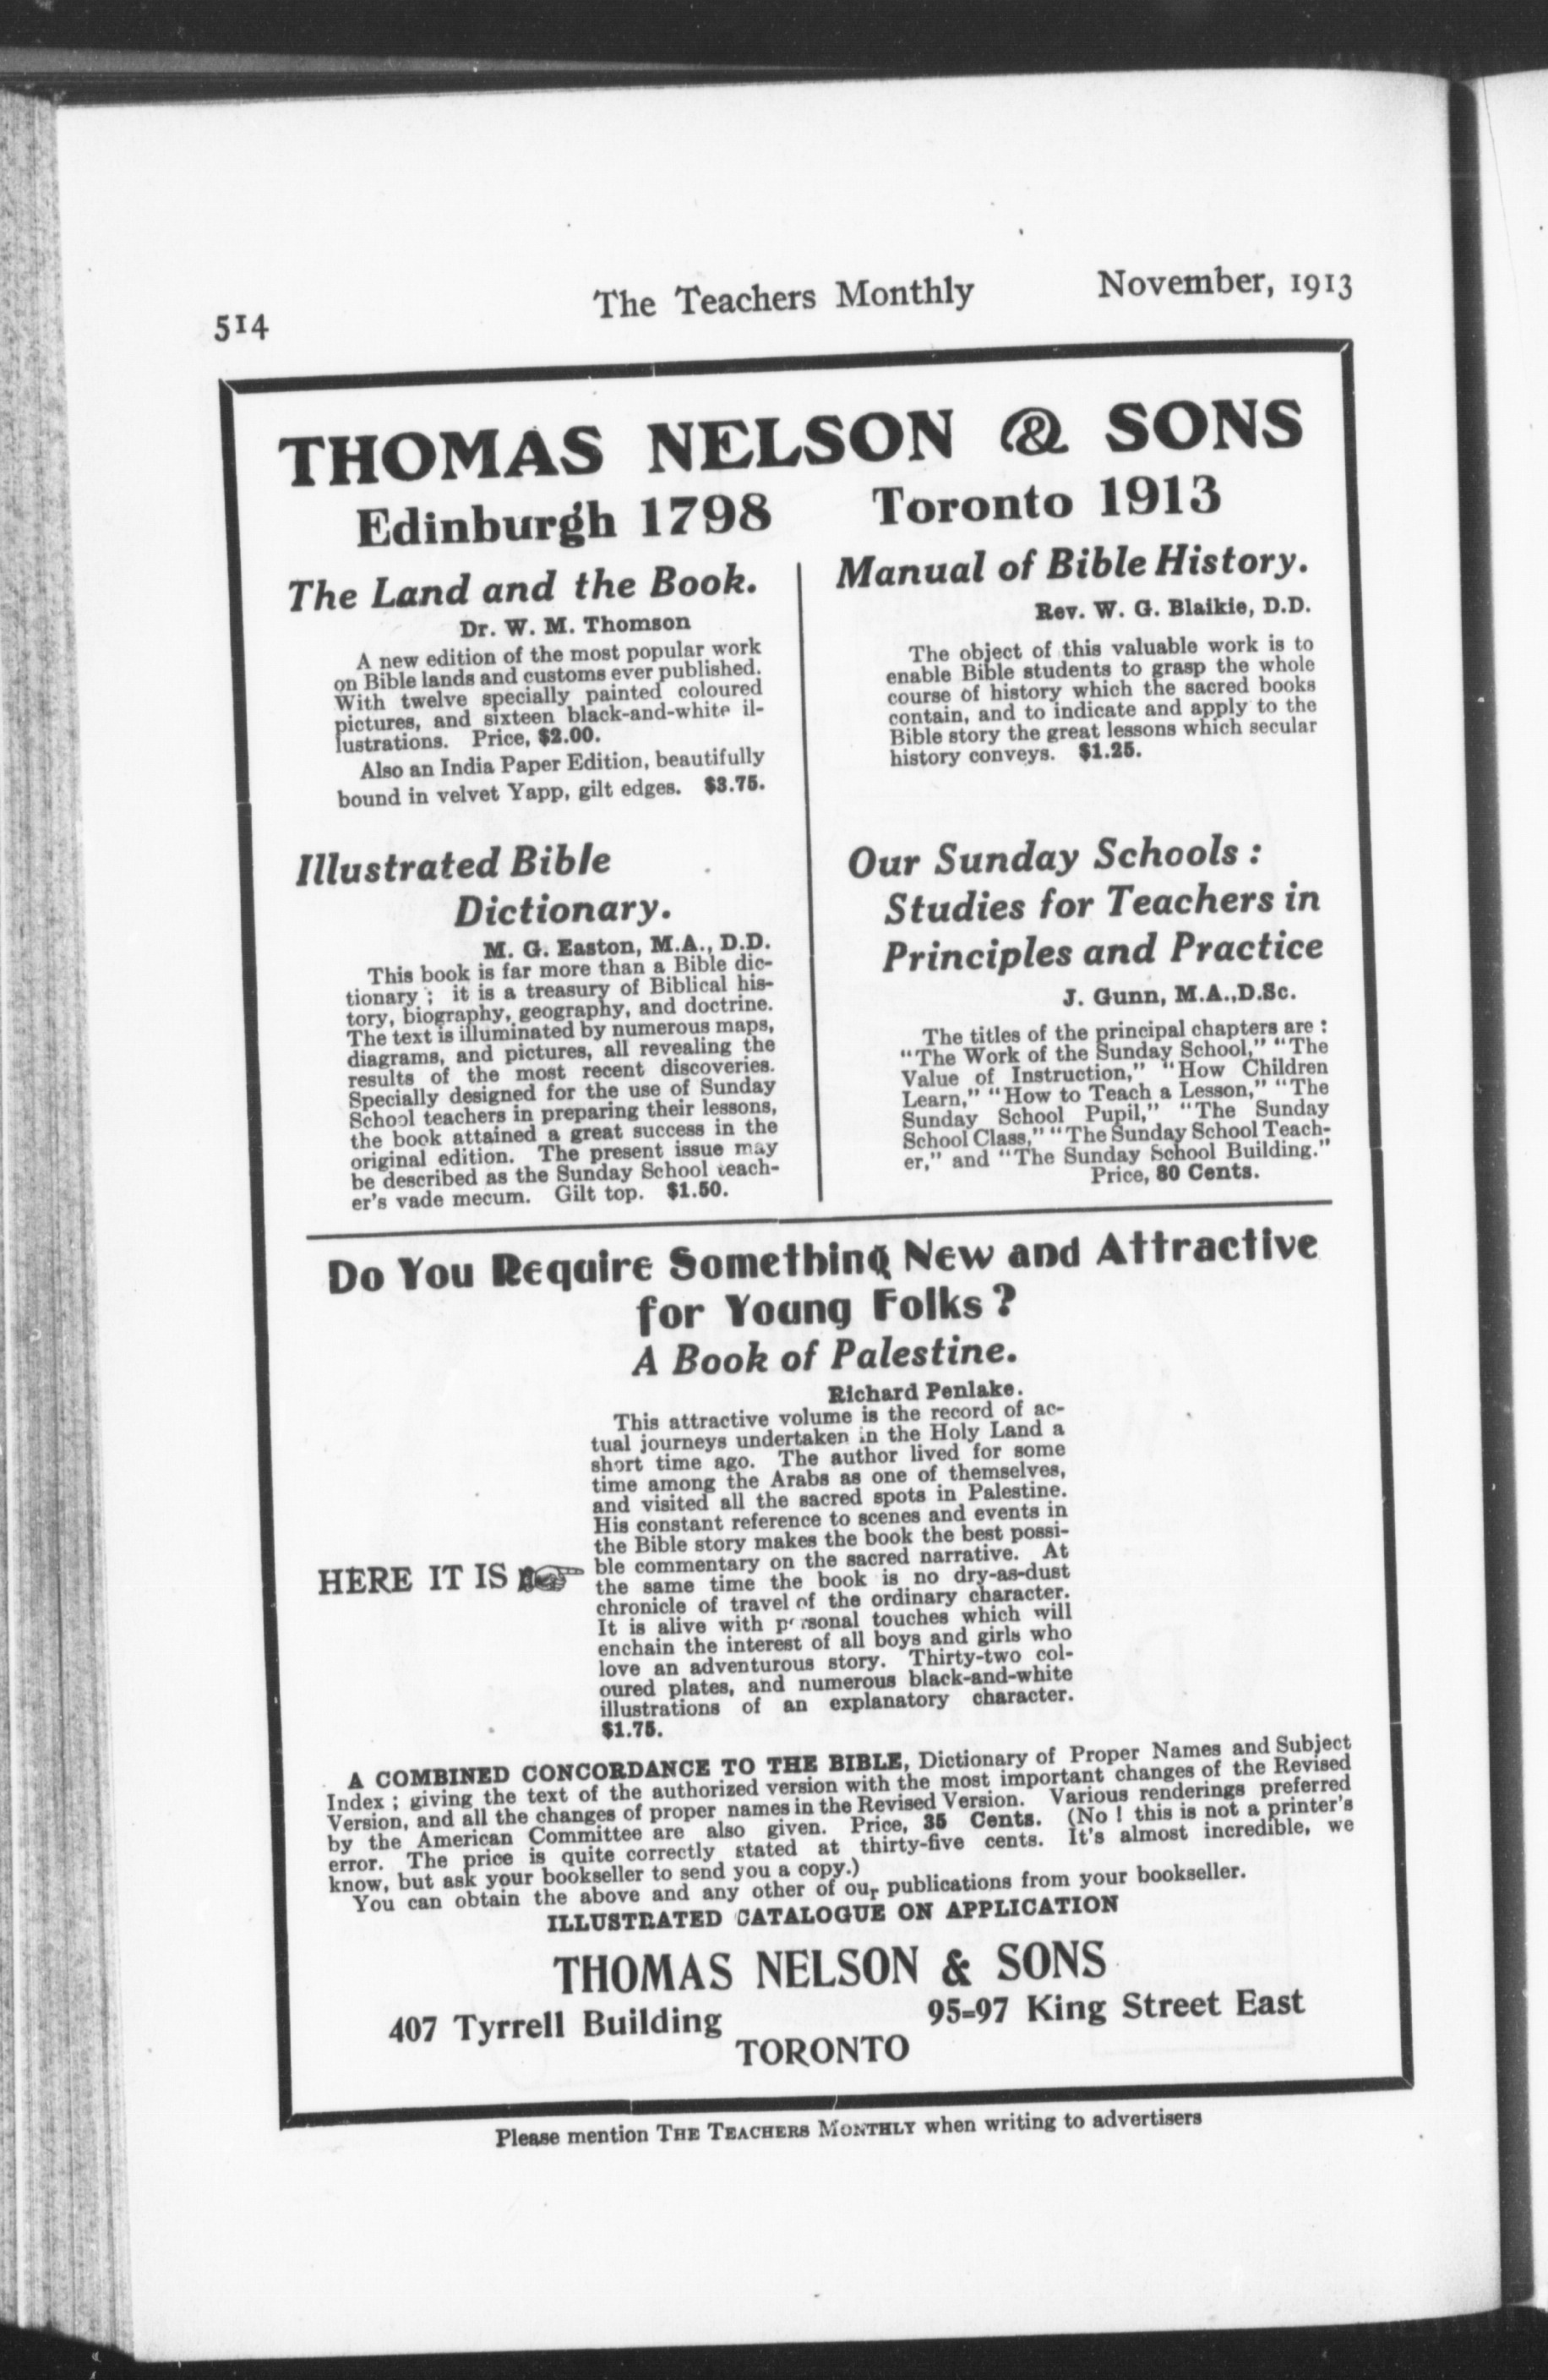 514
The Teachers Monthly
November, 1913
THOMAS NELSON & SONS
Edinburgh 1798
Toronto 1913
The Land and the Book.
Dr. W. M. Thomson
A new edition of the most popular work
on Bible lands and customs ever published.
With twelve specially painted coloured
pictures, and sixteen black-and-white il-
lustrations. Price, $2.00.
Also an India Paper Edition, beautifully
bound in velvet Yapp, gilt edges. $3.75.
Illustrated Bible
Dictionary.
M. G. Easton, M.A., D.D.
This book is far more than a Bible dic-
tionary ; it is a treasury of Biblical his-
tory, biography, geography, and doctrine.
The text is illuminated by numerous maps,
diagrams, and pictures, all revealing the
results of the most recent discoveries.
Specially designed for the use of Sunday
School teachers in preparing their lessons,
the book attained a great success in the
original edition. The present issue may
be described as the Sunday School teach-
er's vade mecum. Gilt top. $1.50.
Manual of Bible History.
Rev. W. G. Blaikie, D.D.
The object of this valuable work is to
enable Bible students to grasp the whole
course of history which the sacred books
contain, and to indicate and apply to the
Bible story the great lessons which secular
history conveys. $1.25.
Our Sunday Schools :
Studies for Teachers in
Principles and Practice
J. Gunn, M.A.,D.Sc.
The titles of the principal chapters are :
"The Work of the Sunday School," "The
Value of Instruction," "How Children
Learn," "How to Teach a Lesson," "The
Sunday School Pupil," "The Sunday
School Class," "The Sunday School Teach-
er," and "The Sunday School Building."
Price, 80 Cents.
Do You Require Something New and Attractive
for Young Folks ?
A Book of Palestine.
Richard Penlake.
This attractive volume is the record of ac-
tual journeys undertaken in the Holy Land a
short time ago. The author lived for some
time among the Arabs as one of themselves,
and visited all the sacred spots in Palestine.
His constant reference to scenes and events in
the Bible story makes the book the best possi-
HERE IT IS
ble commentary on the sacred narrative. At
the same time the book is no dry-as-dust
chronicle of travel of the ordinary character.
It is alive with personal touches which will
enchain the interest of all boys and girls who
love an adventurous story. Thirty-two col-
oured plates, and numerous black-and-white
illustrations of an explanatory character.
$1.75.
A COMBINED CONCORDANCE TO THE BIBLE, Dictionary of Proper Names and Subject
Index ; giving the text of the authorized version with the most important changes of the Revised
Version, and all the changes of proper names in the Revised Version. Various renderings preferred
by the American Committee are also given. Price, 35 Cents. (No ! this is not a printer's
error. The price is quite correctly stated at thirty-five cents. It's almost incredible, we
know, but ask your bookseller to send you a copy.)
You can obtain the above and any other of our publications from your bookseller.
ILLUSTRATED CATALOGUE ON APPLICATION
THOMAS NELSON & SONS
407 Tyrrell Building
95-97 King Street East
TORONTO
Please mention THE TEACHERS MONTHLY when writing to advertisers